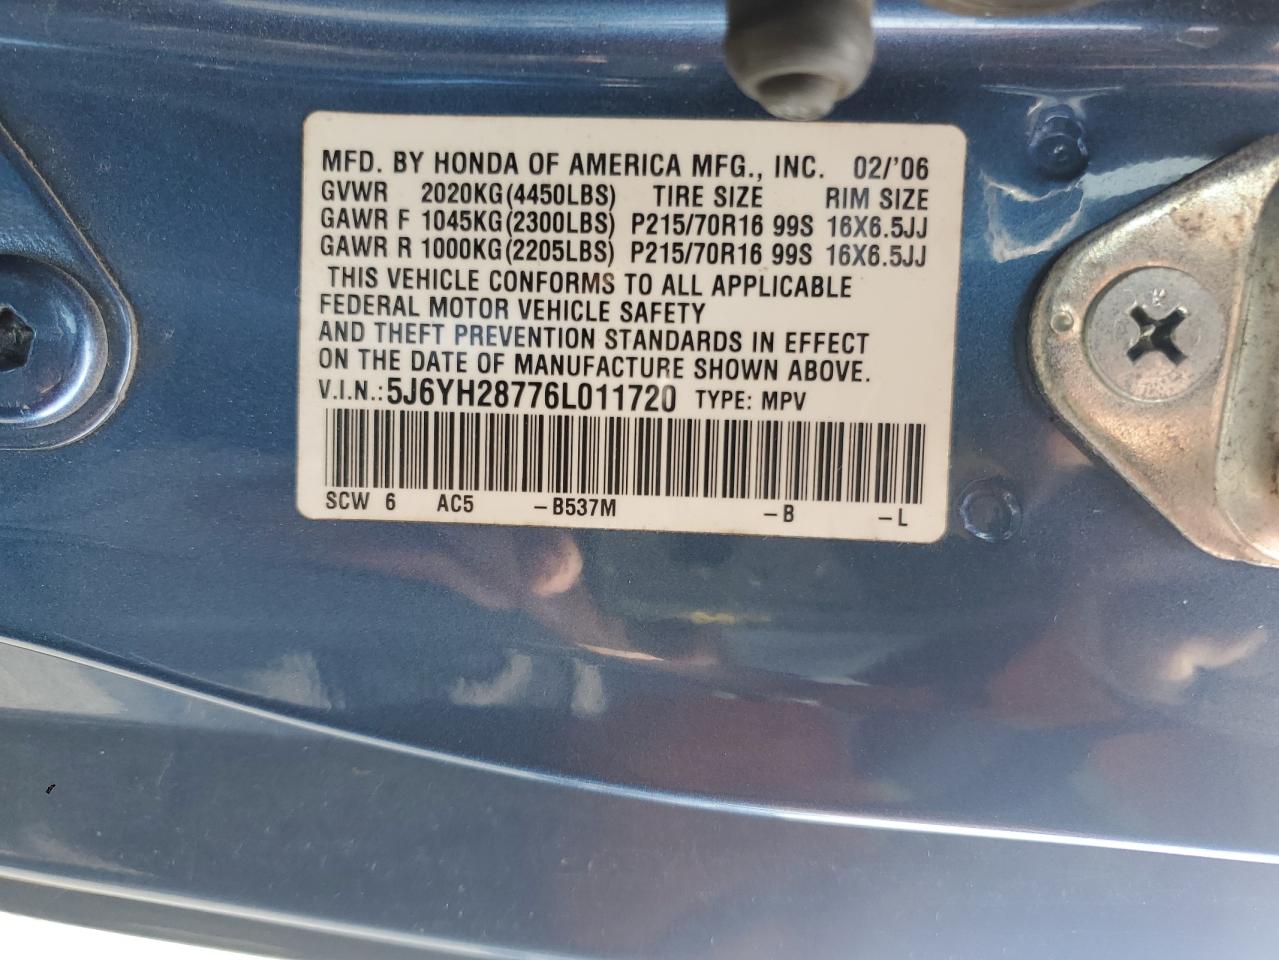 MFD. BY HONDA OF AMERICA MFG., INC. 02/'06
GVWR 2020KG(4450LBS) TIRE SIZE RIM SIZE
GAWR F 1045KG(2300LBS) P215/70R16 99S 16X6.5JJ
GAWR R 1000KG(2205LBS) P215/70R16 99S 16X6.5JJ
THIS VEHICLE CONFORMS TO ALL APPLICABLE
FEDERAL MOTOR VEHICLE SAFETY
AND THEFT PREVENTION STANDARDS IN EFFECT
ON THE DATE OF MANUFACTURE SHOWN ABOVE.
V.I.N.: 5J6YH28776L011720 TYPE: MPV
SCW 6 AC5 –B537M –B –L